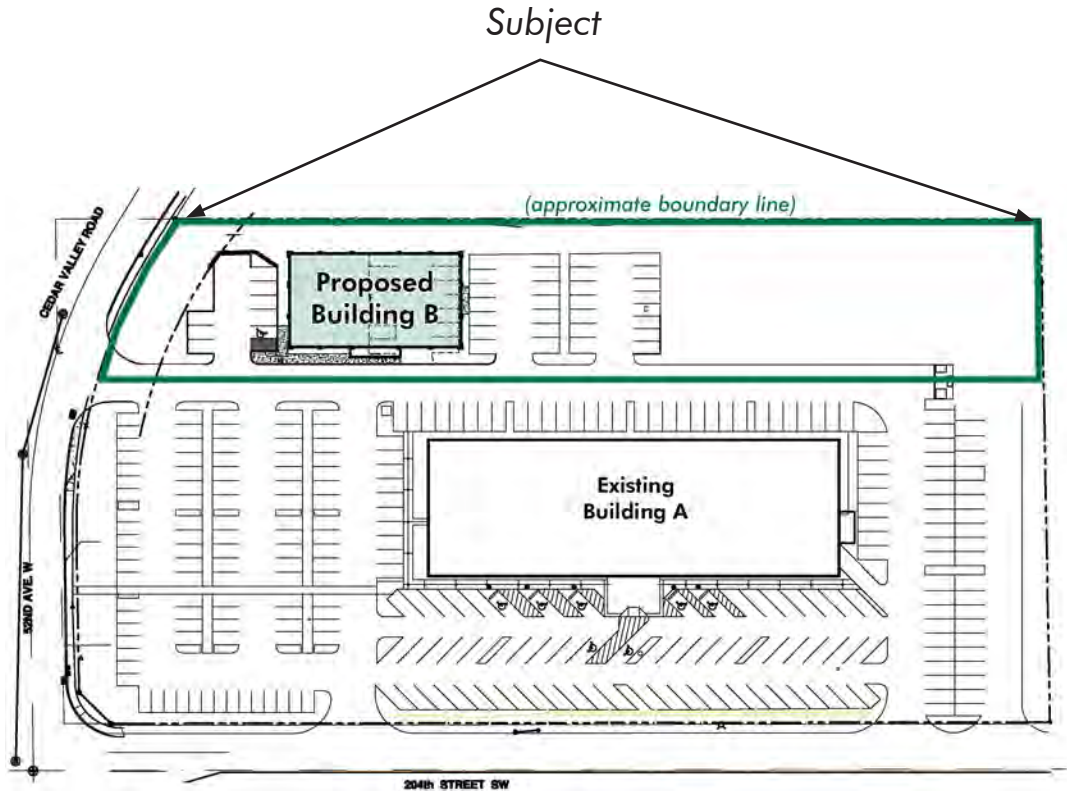 Subject
(approximate boundary line)
CEDAR VALLEY ROAD
Proposed
Building B
Existing
Building A
52ND AVE. W
A
204th STREET SW